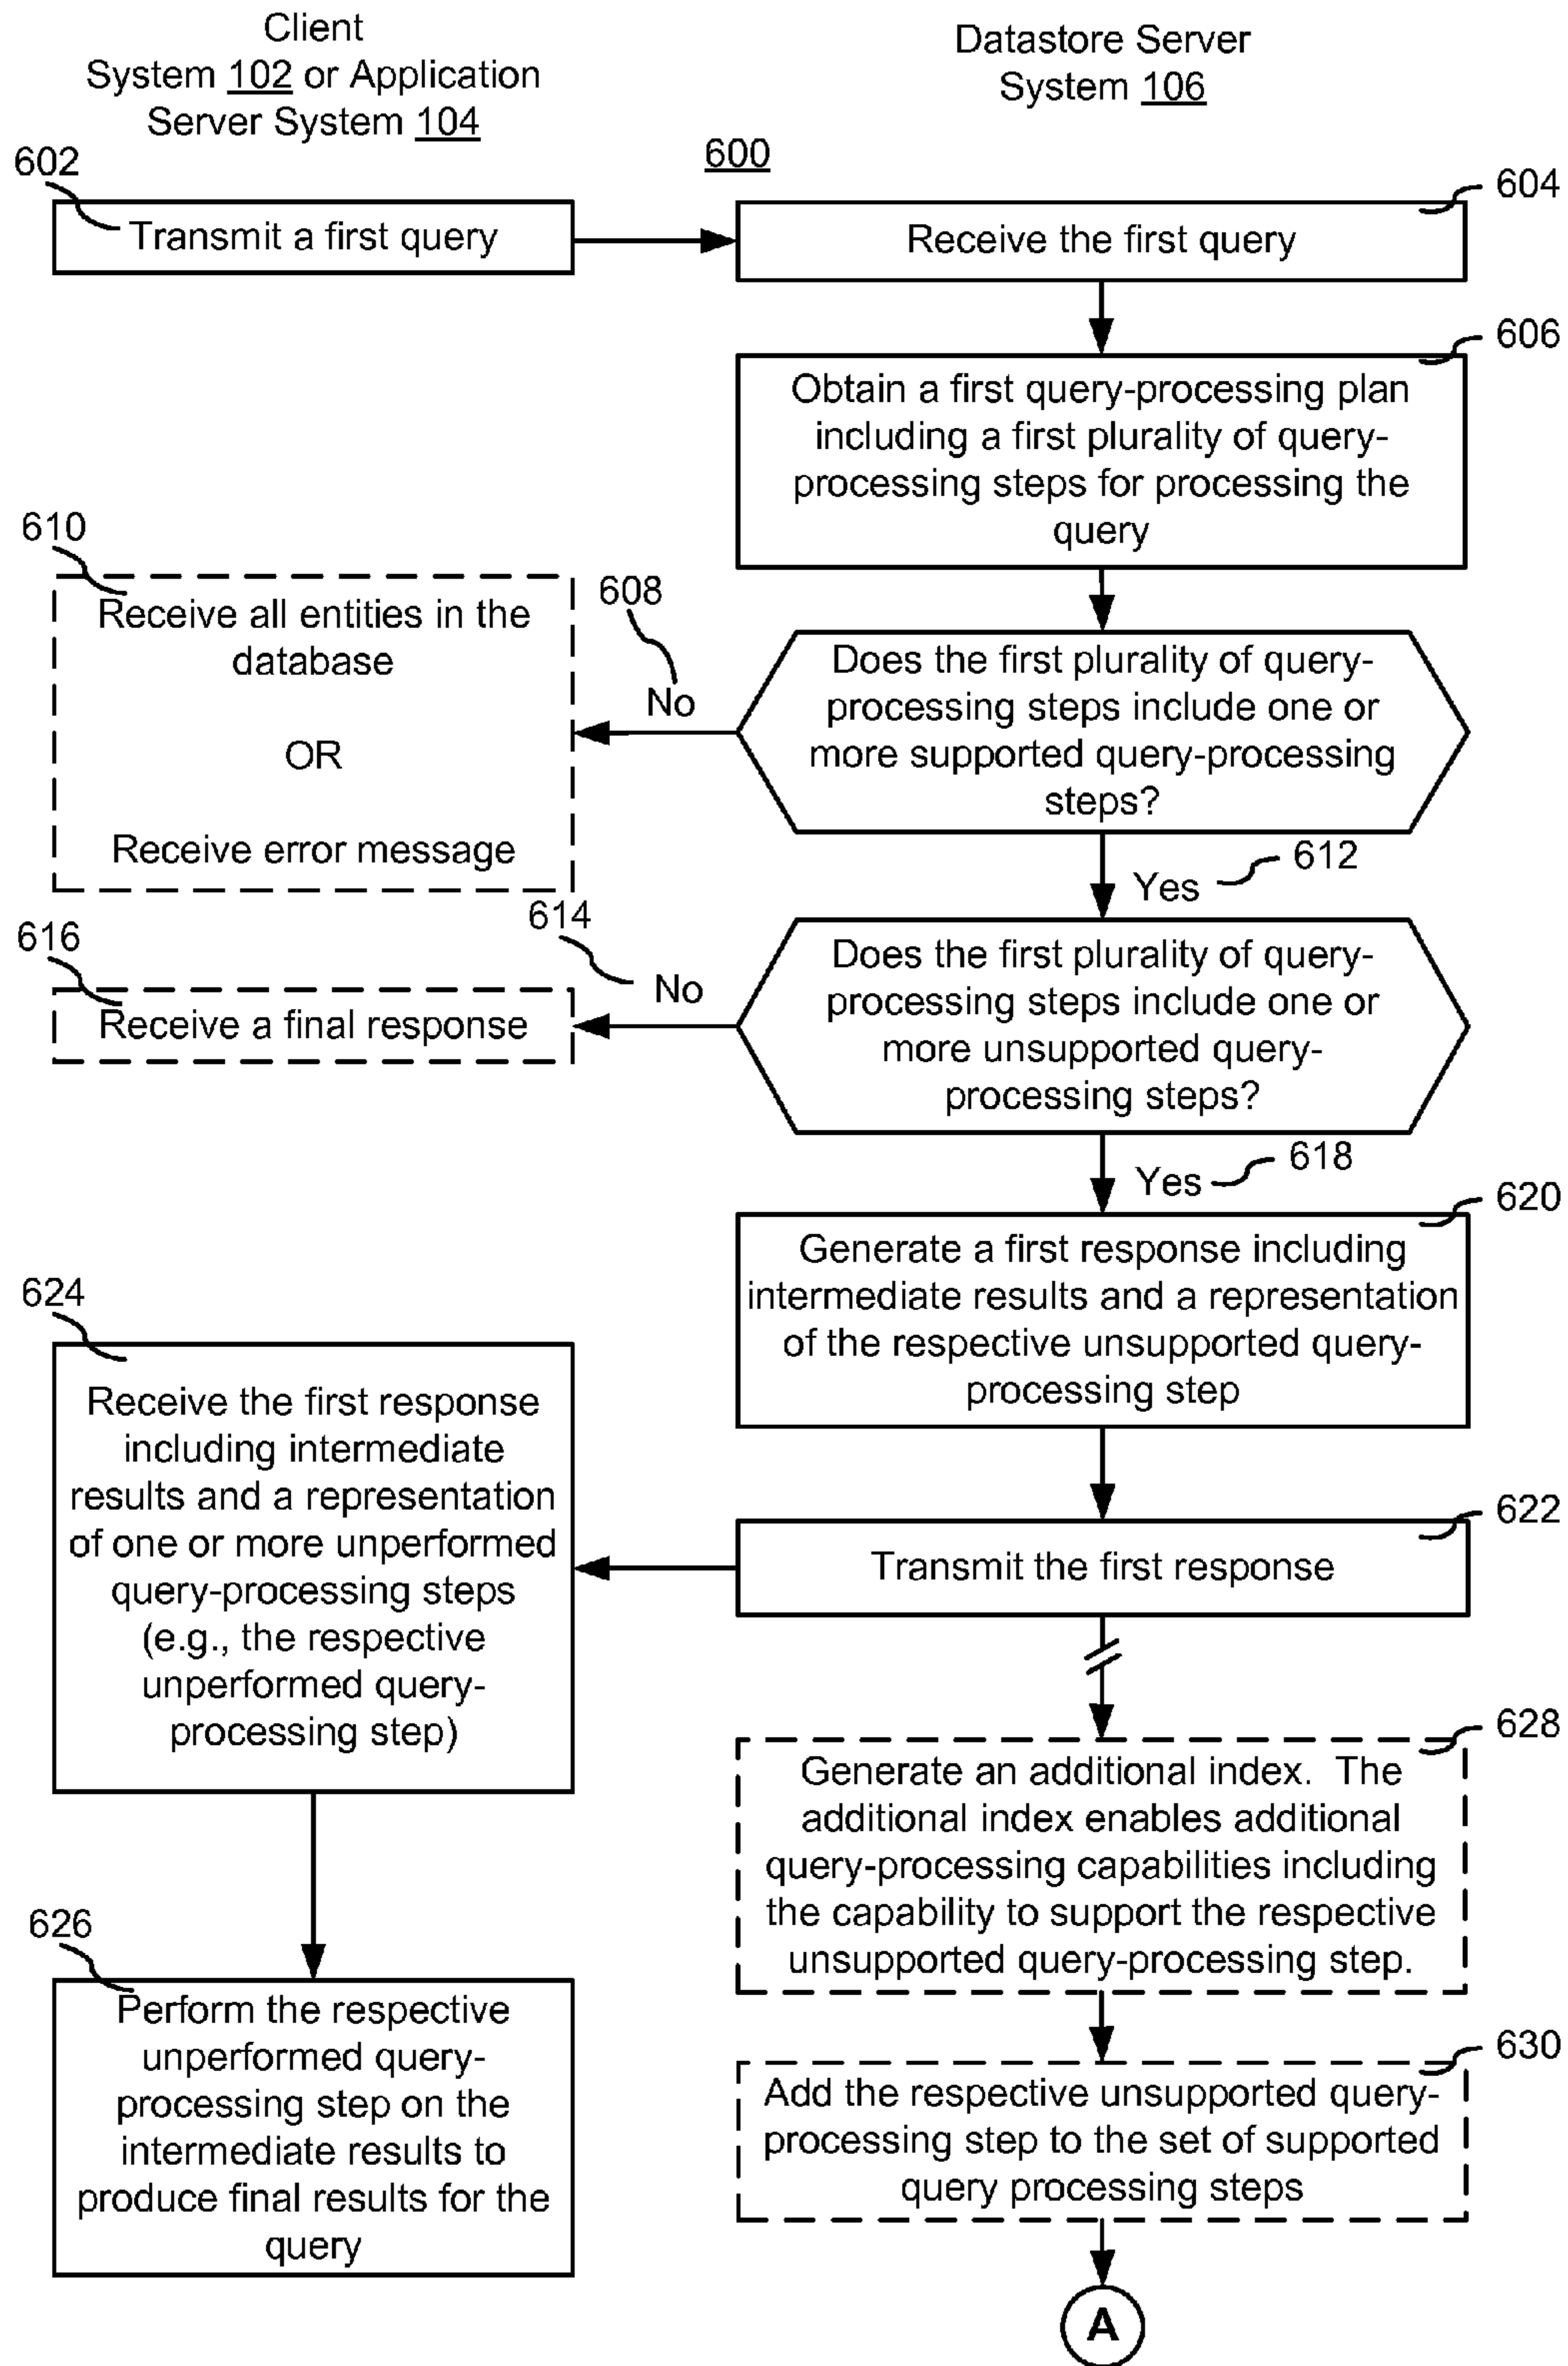 Client
System 102 or Application
Server System 104
Datastore Server
System 106
600
602
Transmit a first query
604
Receive the first query
606
Obtain a first query-processing plan
including a first plurality of query-
processing steps for processing the
query
608
No
610
Receive all entities in the
database
OR
Receive error message
Does the first plurality of query-
processing steps include one or
more supported query-processing
steps?
Yes
612
614
No
616
Receive a final response
Does the first plurality of query-
processing steps include one or
more unsupported query-
processing steps?
Yes
618
620
Generate a first response including
intermediate results and a representation
of the respective unsupported query-
processing step
622
Transmit the first response
624
Receive the first response
including intermediate
results and a representation
of one or more unperformed
query-processing steps
(e.g., the respective
unperformed query-
processing step)
626
Perform the respective
unperformed query-
processing step on the
intermediate results to
produce final results for the
query
628
Generate an additional index. The
additional index enables additional
query-processing capabilities including
the capability to support the respective
unsupported query-processing step.
630
Add the respective unsupported query-
processing step to the set of supported
query processing steps
A